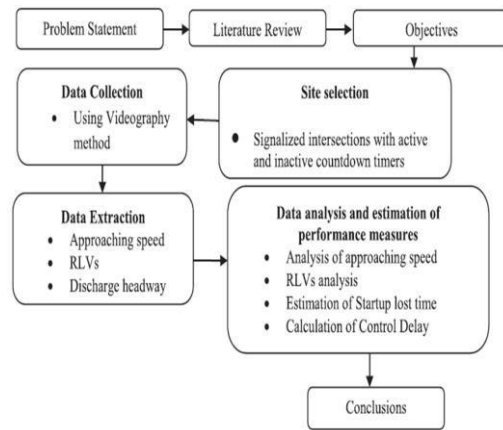 Problem Statement
Literature Review
Objectives
Site selection
• Signalized intersections with active
and inactive countdown timers
Data Collection
• Using Videography
method
Data Extraction
• Approaching speed
• RLVs
• Discharge headway
Data analysis and estimation of
performance measures
• Analysis of approaching speed
• RLVs analysis
• Estimation of Startup lost time
• Calculation of Control Delay
Conclusions